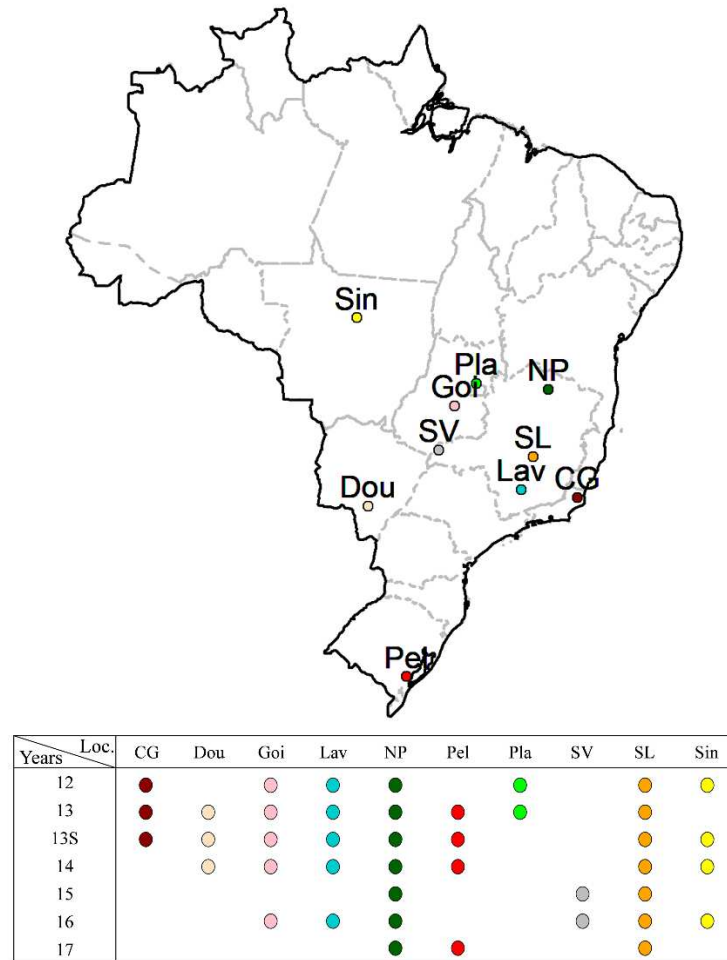 Sin
Pla
NP
Goi
SV
SL
Lav
CG
Dou
Pel
Loc.
Years
CG Dou Goi Lav NP Pel Pla SV SL Sin
12
13
13S
14
15
16
17